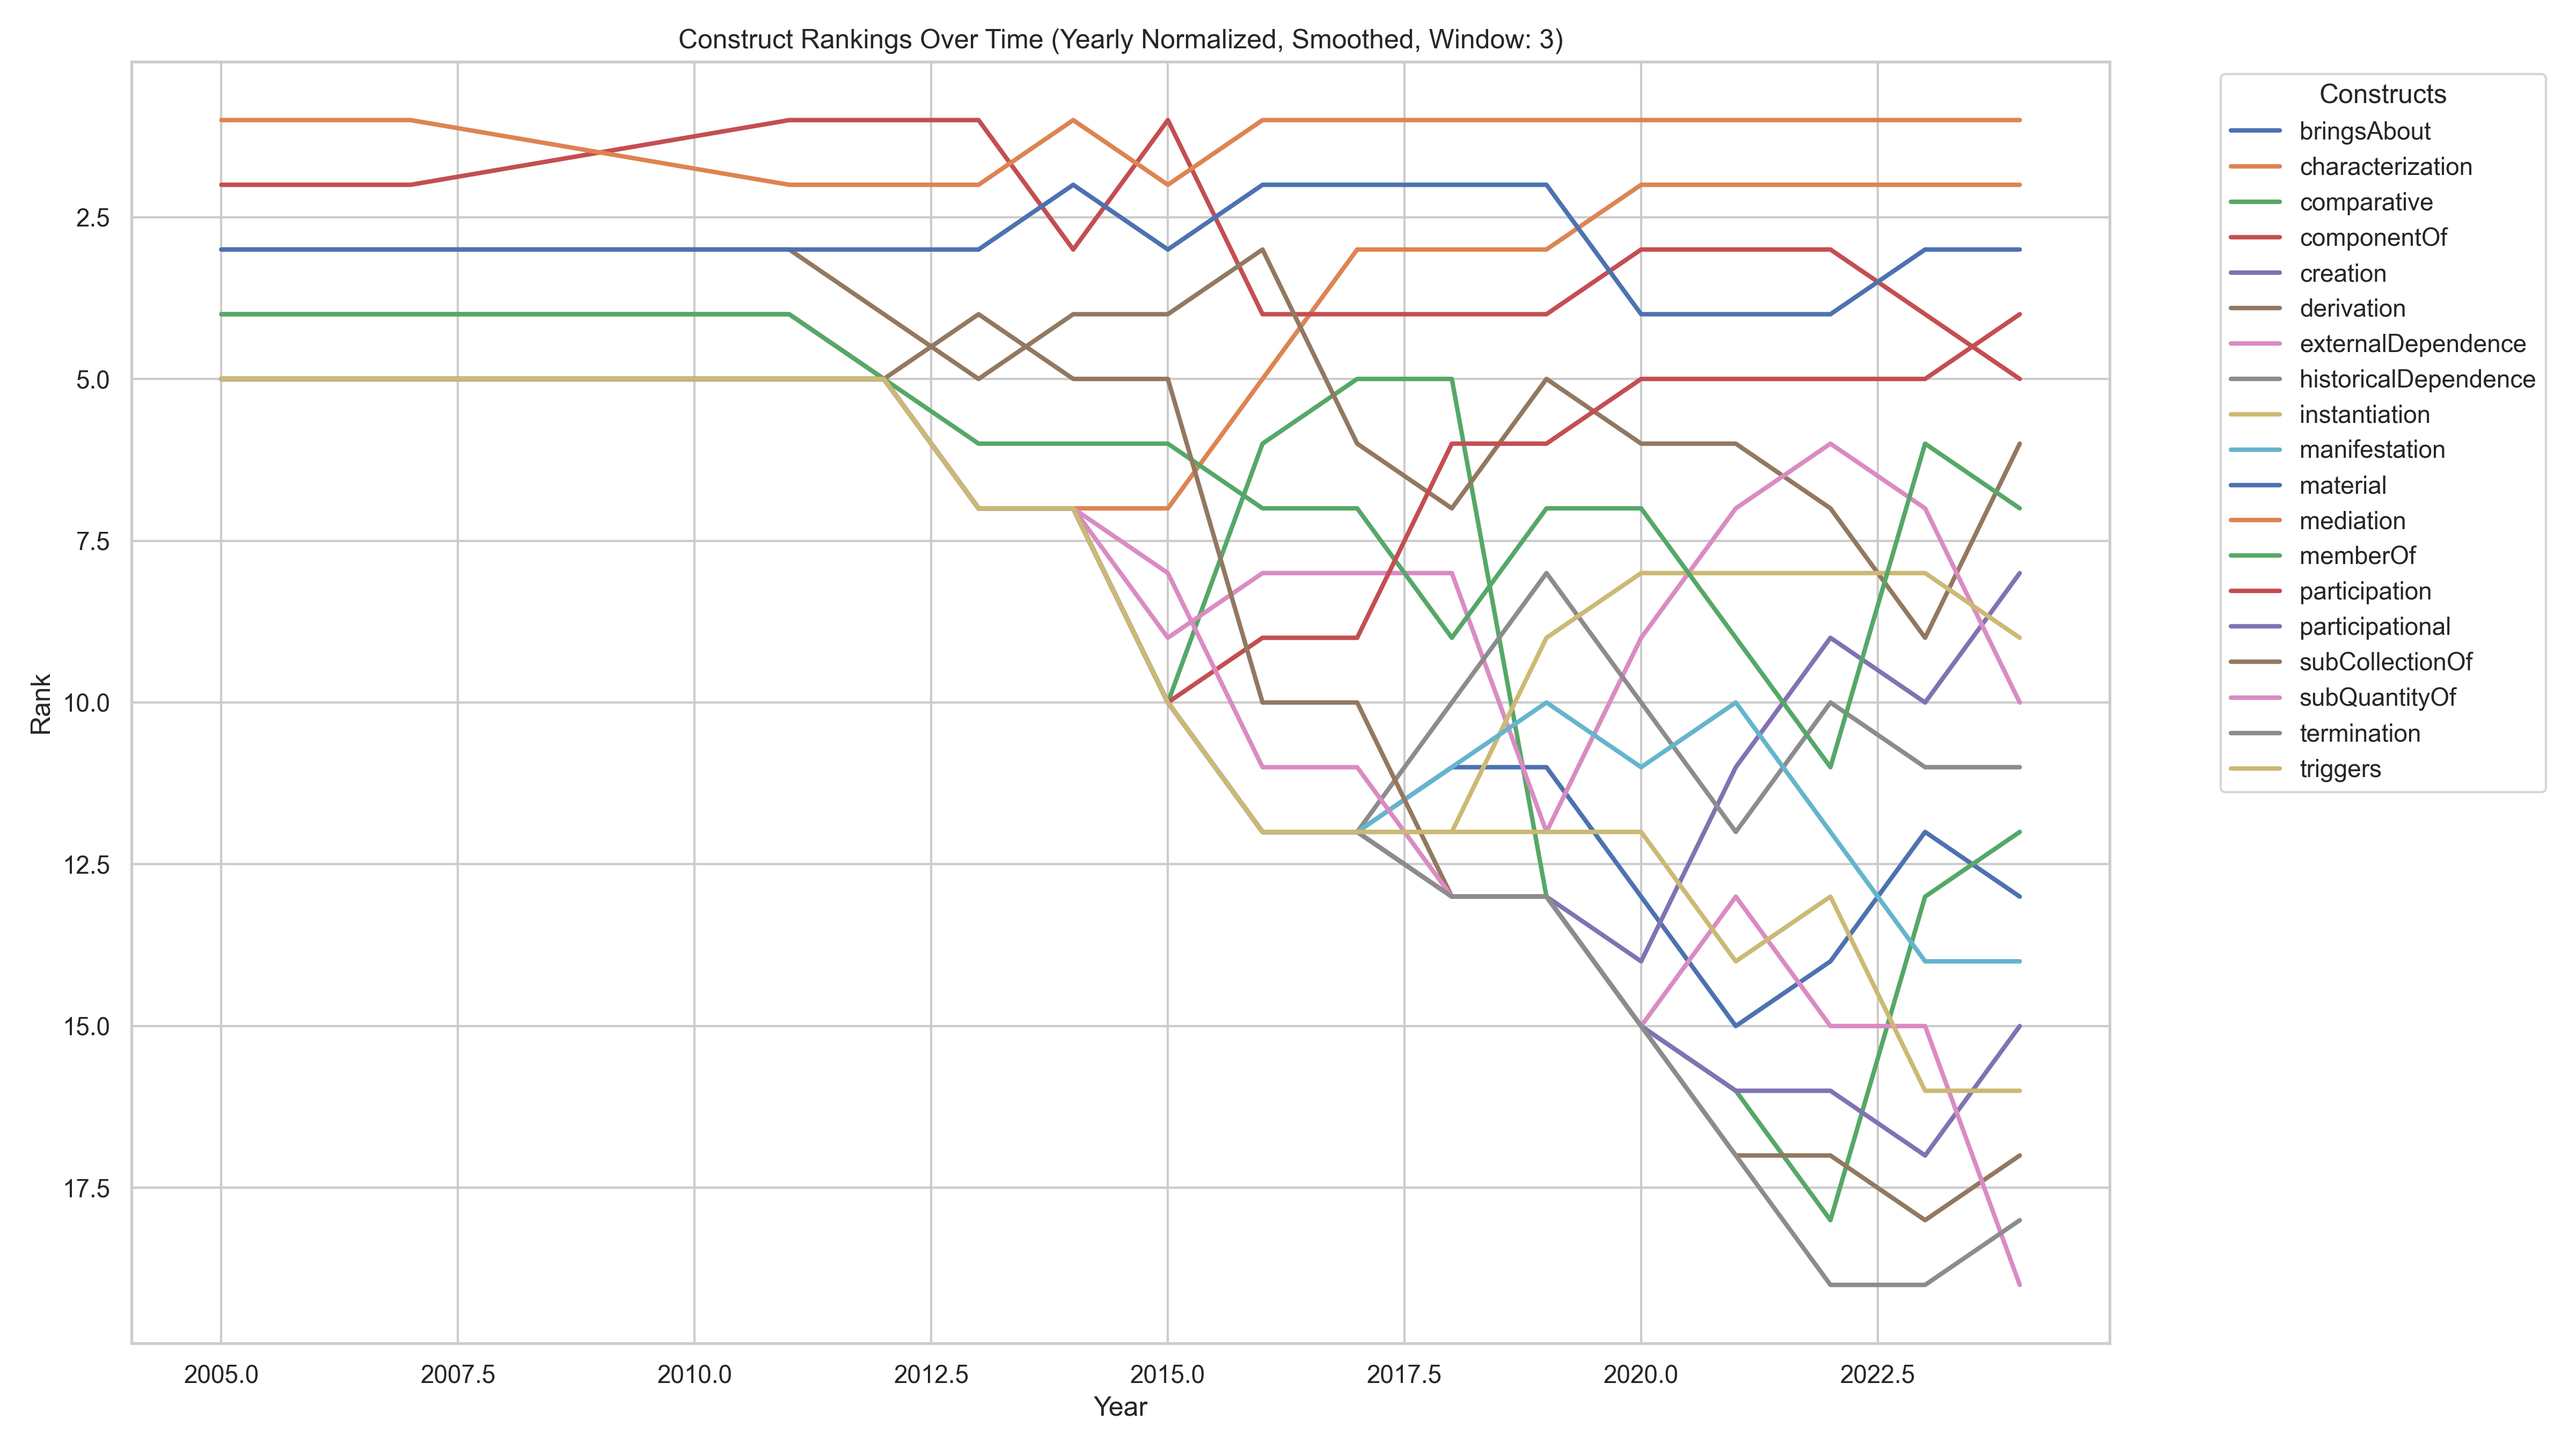 Construct Rankings Over Time (Yearly Normalized, Smoothed, Window: 3)
Rank
2.5
5.0
7.5
10.0
12.5
15.0
17.5
2005.0 2007.5 2010.0 2012.5 2015.0 2017.5 2020.0 2022.5
Year
Constructs
bringsAbout
characterization
comparative
componentOf
creation
derivation
externalDependence
historicalDependence
instantiation
manifestation
material
mediation
memberOf
participation
participational
subCollectionOf
subQuantityOf
termination
triggers